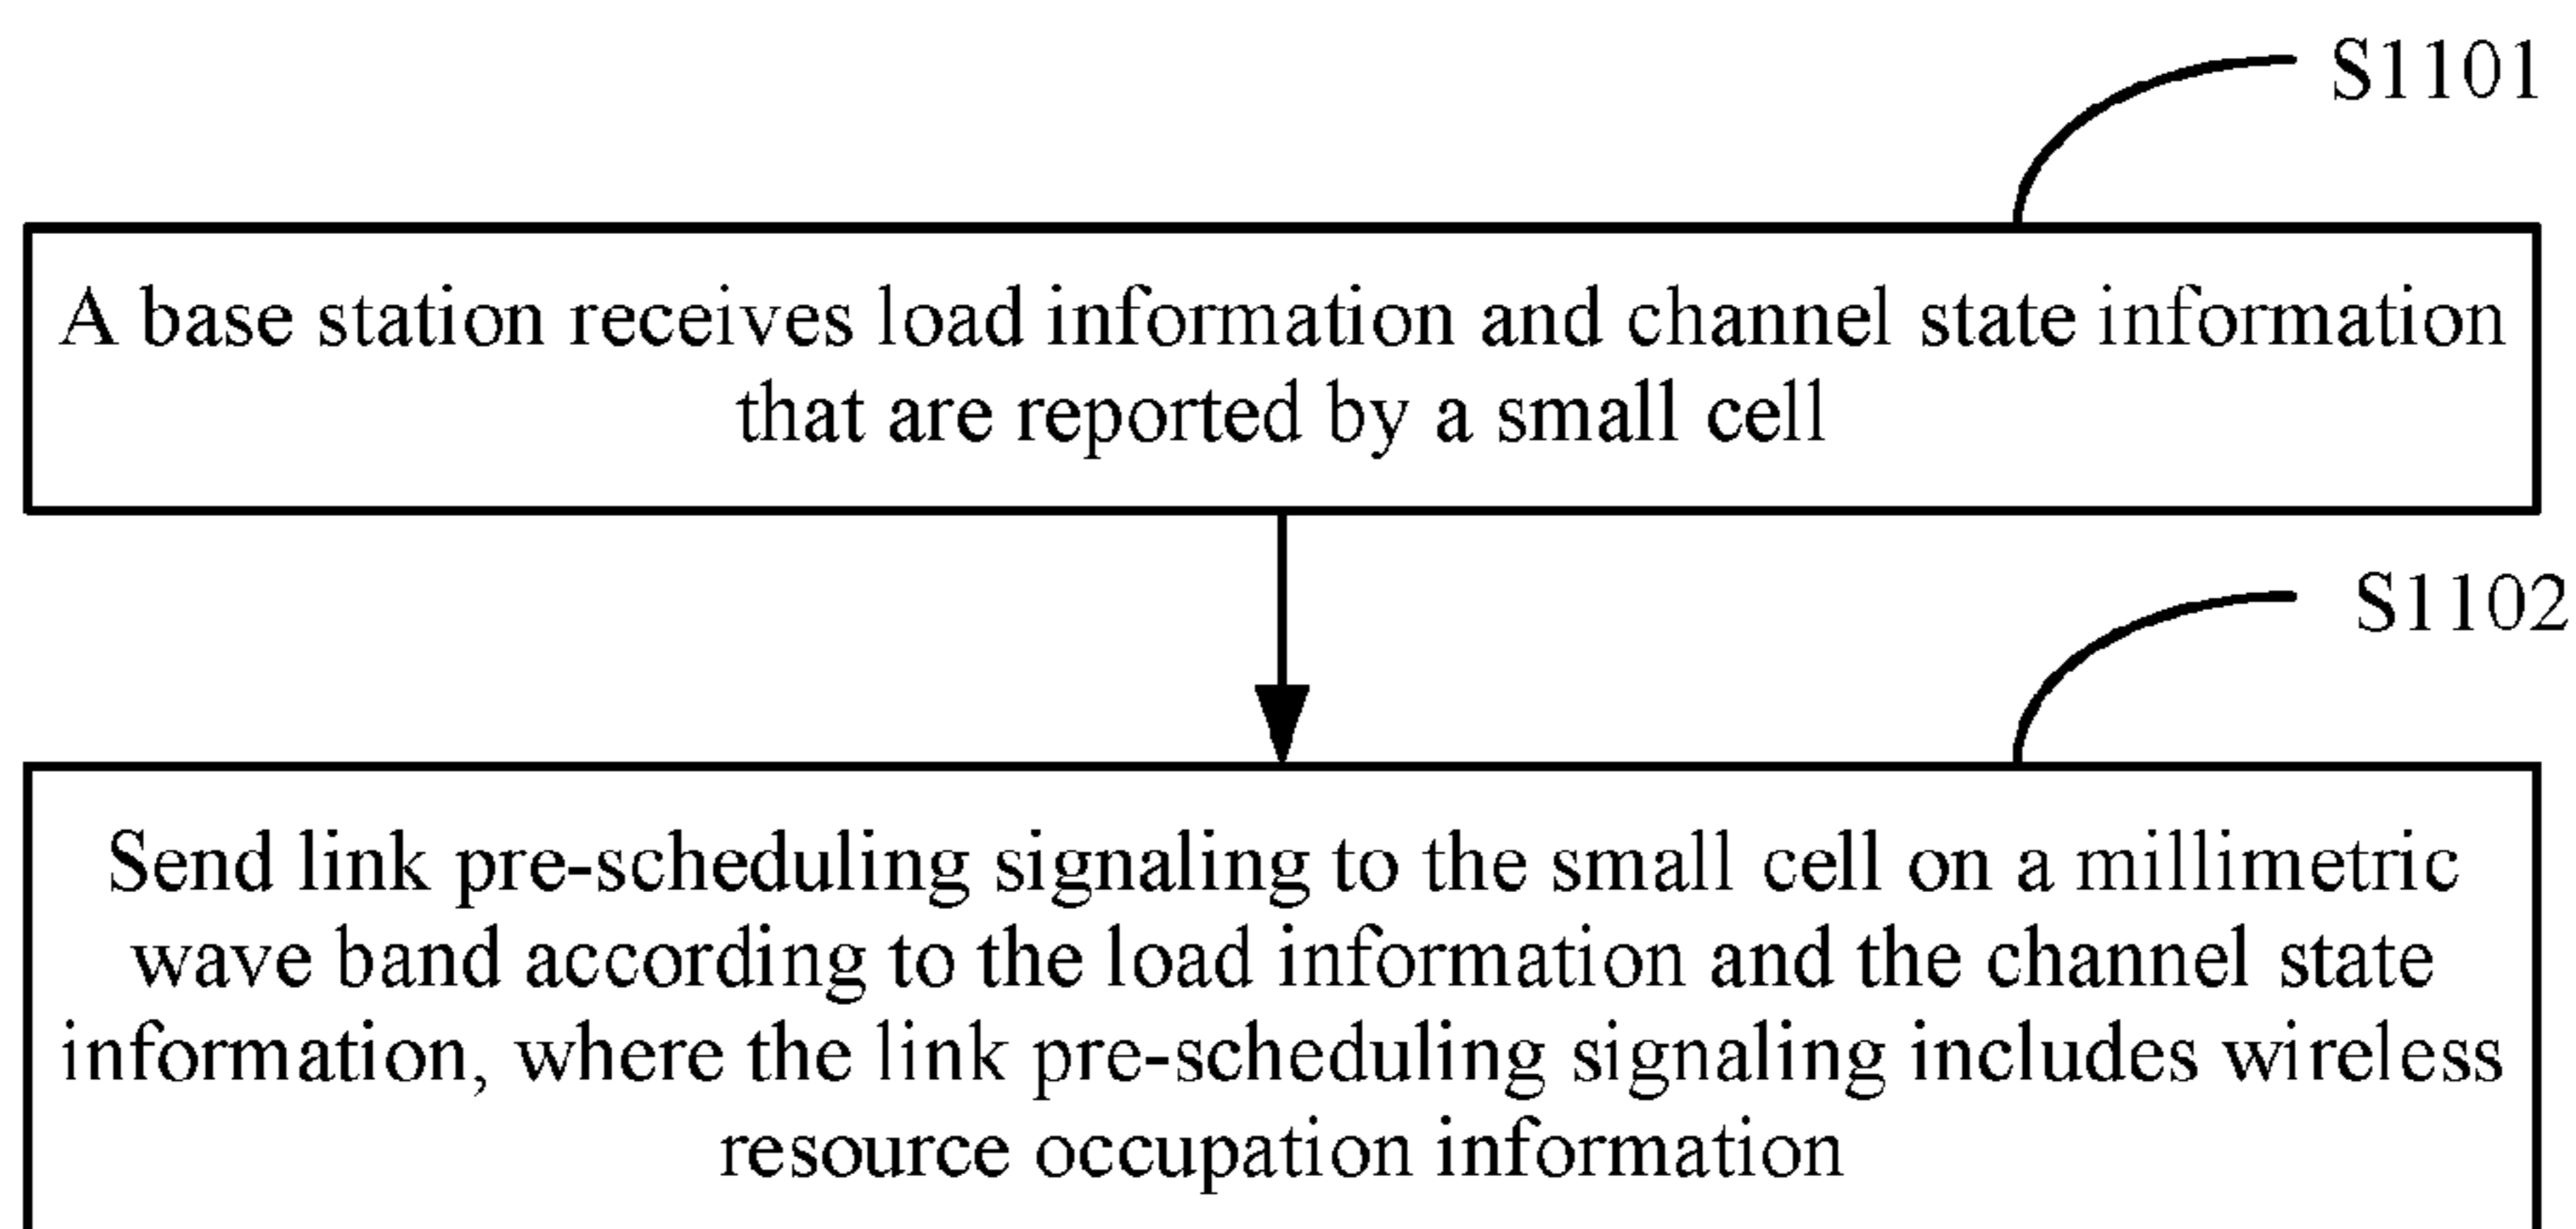 S1101
A base station receives load information and channel state information
that are reported by a small cell
S1102
Send link pre-scheduling signaling to the small cell on a millimetric
wave band according to the load information and the channel state
information, where the link pre-scheduling signaling includes wireless
resource occupation information